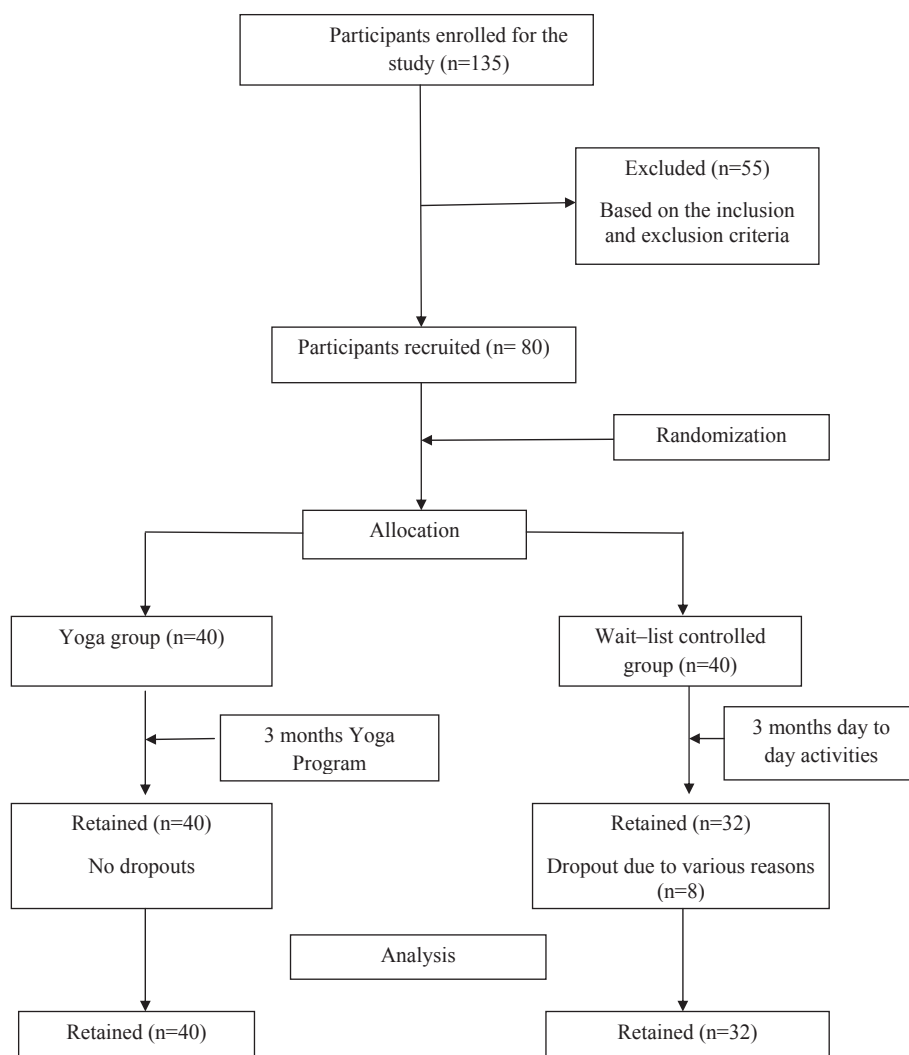 Participants enrolled for the
study (n=135)
Excluded (n=55)
Based on the inclusion
and exclusion criteria
Participants recruited (n= 80)
Randomization
Allocation
Yoga group (n=40)
Wait–list controlled
group (n=40)
3 months Yoga
Program
3 months day to
day activities
Retained (n=40)
No dropouts
Retained (n=32)
Dropout due to various reasons
(n=8)
Analysis
Retained (n=40)
Retained (n=32)